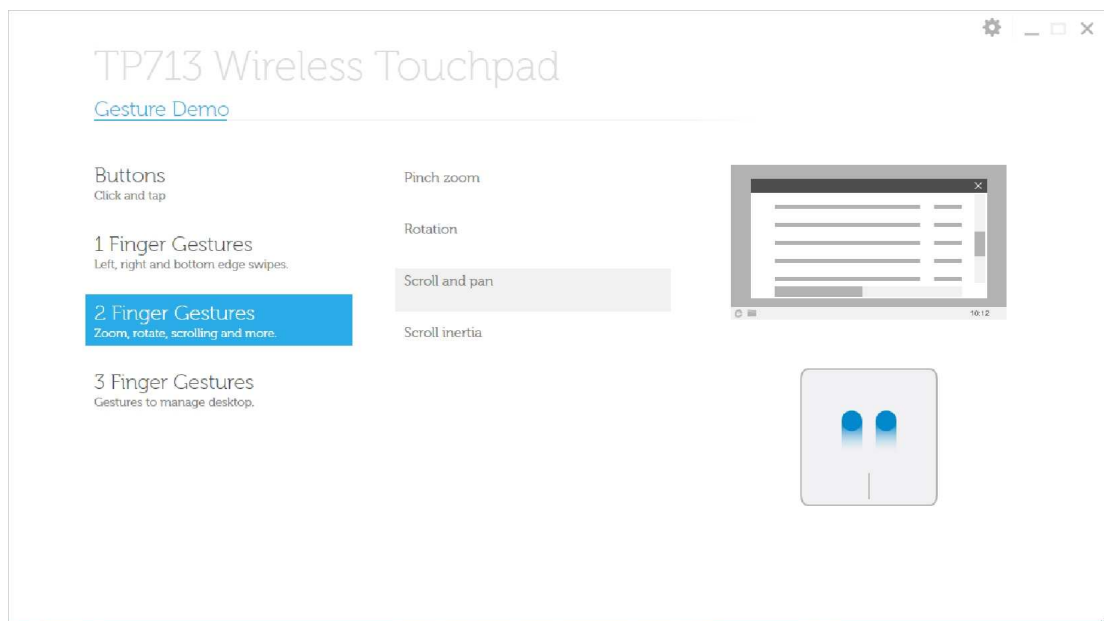 TP713 Wireless Touchpad
Gesture Demo
Buttons
Click and tap
1 Finger Gestures
Left, right and bottom edge swipes.
2 Finger Gestures
Zoom, rotate, scrolling and more.
3 Finger Gestures
Gestures to manage desktop.
Pinch zoom
Rotation
Scroll and pan
Scroll inertia
10:12